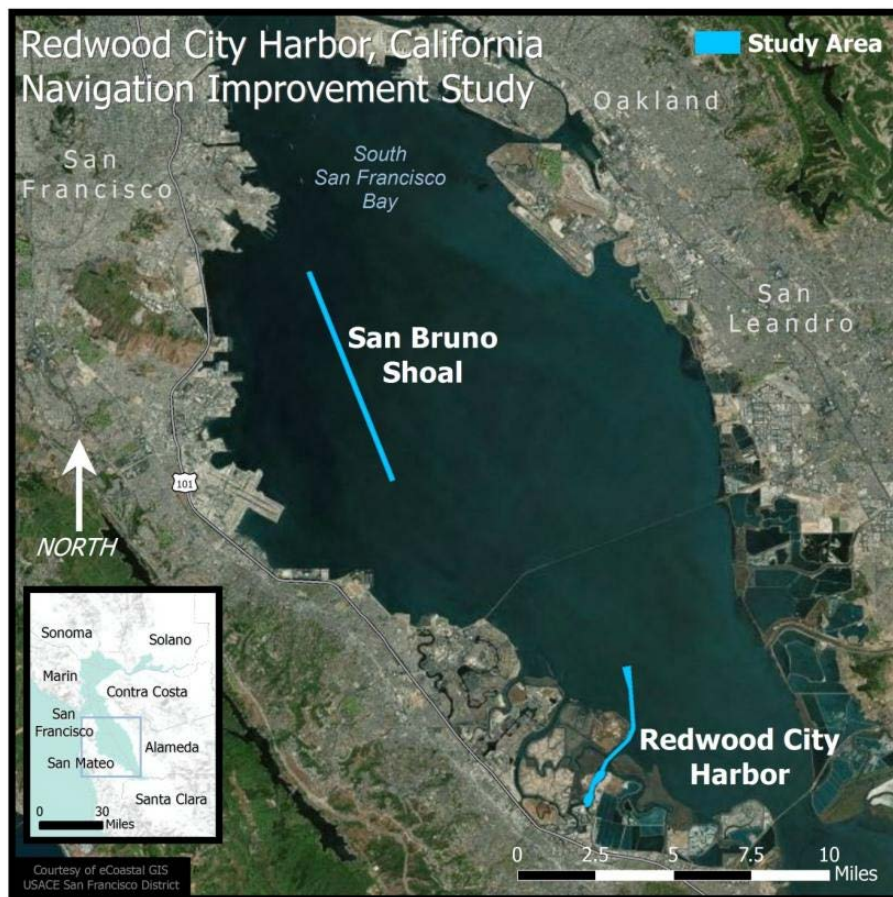 Redwood City Harbor, California
Navigation Improvement Study
Study Area
Oakland
San
Francisco
South
San Francisco
Bay
San
Leandro
San Bruno
Shoal
101
NORTH
Sonoma
Solano
Marin
Contra Costa
San
Francisco
Alameda
San Mateo
Santa Clara
0 30
Miles
Redwood City
Harbor
0 2.5 5 7.5 10
Miles
Courtesy of eCoastal GIS
USACE San Francisco District